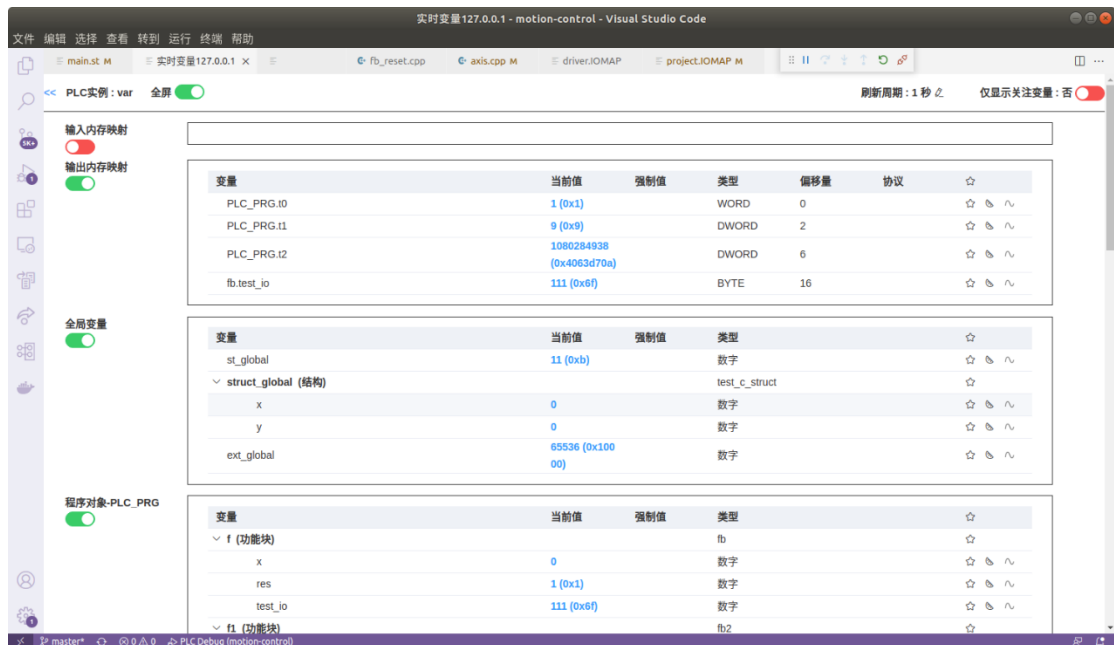 实时变量127.0.0.1 - motion-control - Visual Studio Code
文件 编辑 选择 查看 转到 运行 终端 帮助
main.st M 实时变量127.0.0.1 × fb_reset.cpp axis.cpp M driver.IOMAP project.IOMAP M
<< PLC实例 : var 全屏 刷新周期 : 1 秒 仅显示关注变量 : 否
输入内存映射
5K+
输出内存映射
1
变量 当前值 强制值 类型 偏移量 协议
PLC_PRG.t0 1 (0x1) WORD 0
PLC_PRG.t1 9 (0x9) DWORD 2
PLC_PRG.t2 1080284938 (0x4063d70a) DWORD 6
fb.test_io 111 (0x6f) BYTE 16
全局变量
变量 当前值 强制值 类型
st_global 11 (0xb) 数字
struct_global (结构) test_c_struct
x 0 数字
y 0 数字
ext_global 65536 (0x10000) 数字
程序对象-PLC_PRG
变量 当前值 强制值 类型
f (功能块) fb
x 0 数字
res 1 (0x1) 数字
test_io 111 (0x6f) 数字
f1 (功能块) fb2
1
master* 0 0 PLC Debug (motion-control)